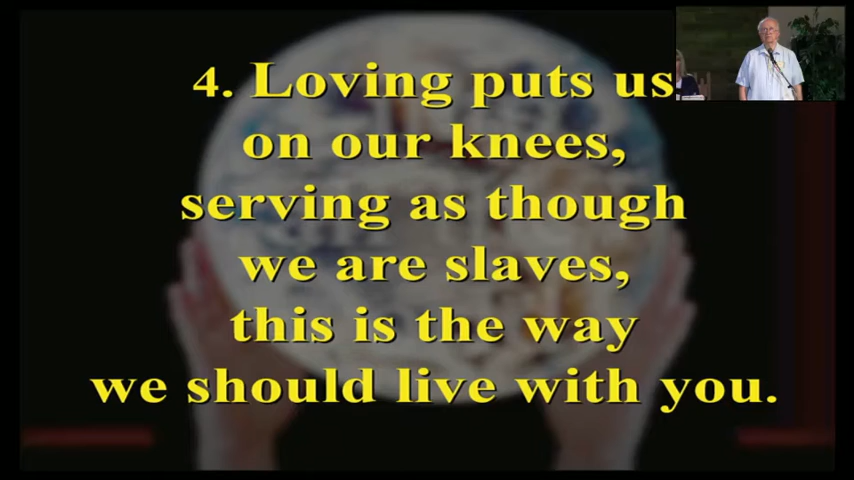 4. Loving puts us
on our knees,
serving as though
we are slaves,
this is the way
we should live with you.